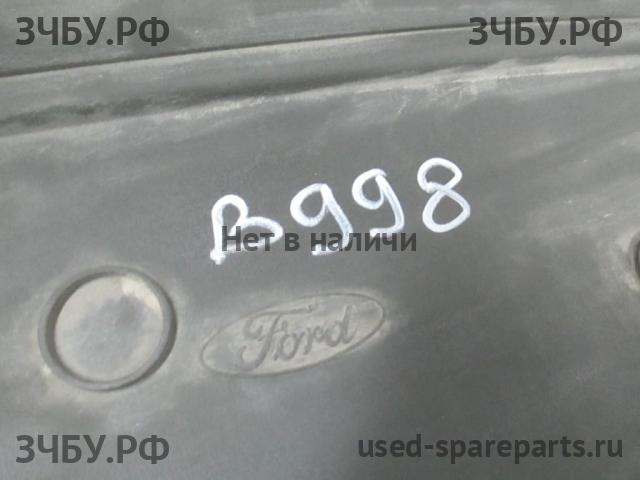 ЗЧБУ.РФ
ЗЧБУ.РФ
B998
Нет в наличи
Ford
ЗЧБУ.РФ
used-spareparts.ru